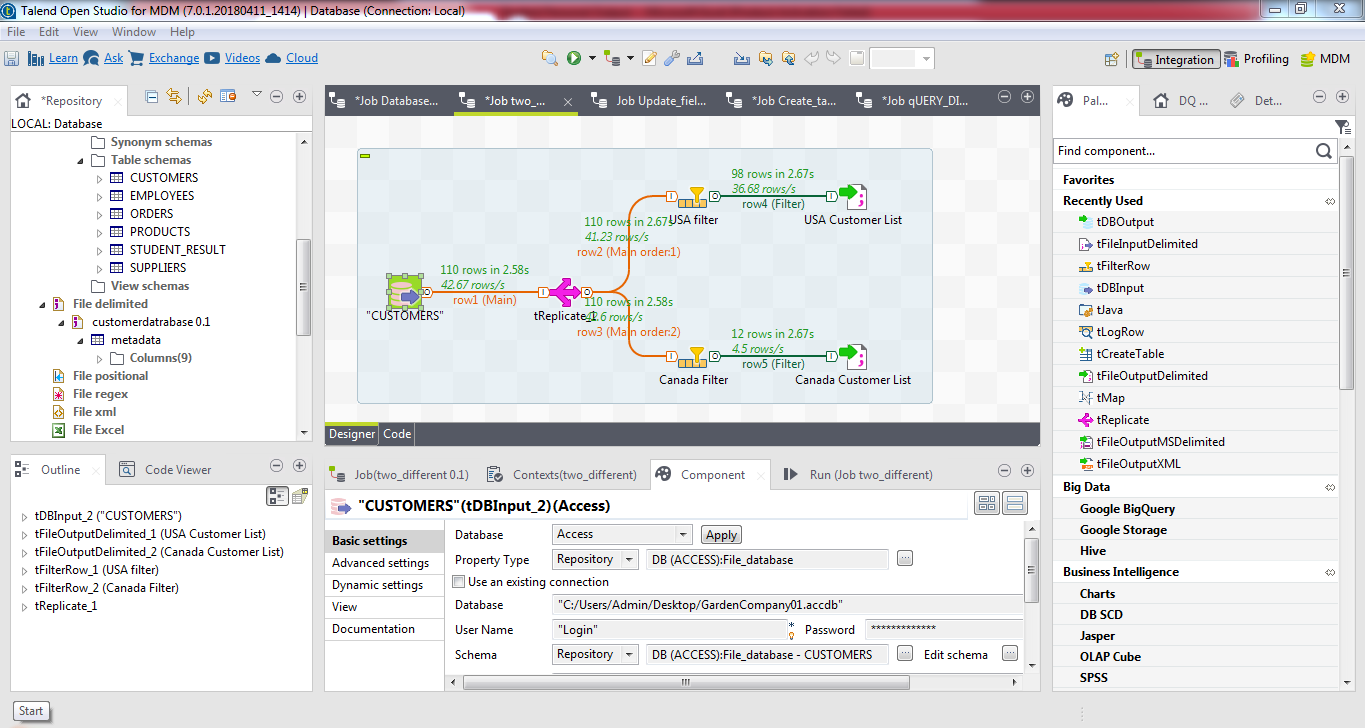 Talend Open Studio for MDM (7.0.1.20180411_1414) | Database (Connection: Local)
File Edit View Window Help
Learn Ask Exchange Videos Cloud
Integration Profiling MDM
*Repository
LOCAL: Database
Synonym schemas
Table schemas
CUSTOMERS
EMPLOYEES
ORDERS
PRODUCTS
STUDENT_RESULT
SUPPLIERS
View schemas
File delimited
customerdatrabase 0.1
metadata
Columns(9)
File positional
File regex
File xml
File Excel
*Job Database... *Job two_... Job Update_fiel... *Job Create_ta... *Job qUERY_DI...
98 rows in 2.67s
36.68 rows/s
row4 (Filter)
USA filter
USA Customer List
110 rows in 2.67s
41.23 rows/s
row2 (Main order:1)
110 rows in 2.58s
42.67 rows/s
row1 (Main)
"CUSTOMERS"
tReplicate_1
110 rows in 2.58s
42.6 rows/s
row3 (Main order:2)
12 rows in 2.67s
4.5 rows/s
row5 (Filter)
Canada Filter
Canada Customer List
Designer Code
Pal... DQ ... Det...
Find component...
Favorites
Recently Used
tDBOutput
tFileInputDelimited
tFilterRow
tDBInput
tJava
tLogRow
tCreateTable
tFileOutputDelimited
tMap
tReplicate
tFileOutputMSDelimited
tFileOutputXML
Big Data
Google BigQuery
Google Storage
Hive
Business Intelligence
Charts
DB SCD
Jasper
OLAP Cube
SPSS
Outline Code Viewer
tDBInput_2 ("CUSTOMERS")
tFileOutputDelimited_1 (USA Customer List)
tFileOutputDelimited_2 (Canada Customer List)
tFilterRow_1 (USA filter)
tFilterRow_2 (Canada Filter)
tReplicate_1
Job(two_different 0.1) Contexts(two_different) Component Run (Job two_different)
"CUSTOMERS"(tDBInput_2)(Access)
Basic settings
Advanced settings
Dynamic settings
View
Documentation
Database Access Apply
Property Type Repository DB (ACCESS):File_database ...
Use an existing connection
Database "C:/Users/Admin/Desktop/GardenCompany01.accdb"
User Name "Login" * Password *************
Schema Repository DB (ACCESS):File_database - CUSTOMERS ... Edit schema ...
Start